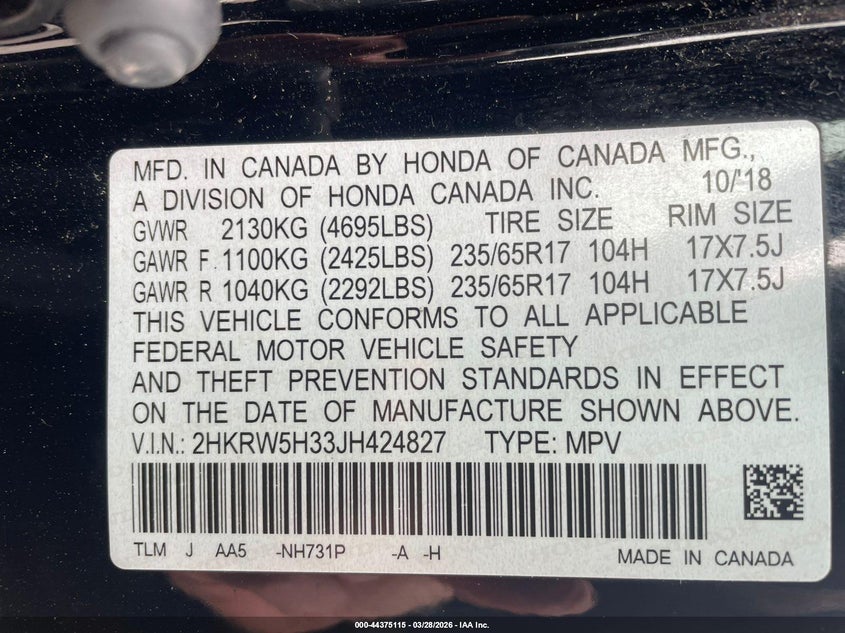 MFD. IN CANADA BY HONDA OF CANADA MFG.,
A DIVISION OF HONDA CANADA INC. 10/'18
GVWR 2130KG (4695LBS) TIRE SIZE RIM SIZE
GAWR F 1100KG (2425LBS) 235/65R17 104H 17X7.5J
GAWR R 1040KG (2292LBS) 235/65R17 104H 17X7.5J
THIS VEHICLE CONFORMS TO ALL APPLICABLE
FEDERAL MOTOR VEHICLE SAFETY
AND THEFT PREVENTION STANDARDS IN EFFECT
ON THE DATE OF MANUFACTURE SHOWN ABOVE.
V.I.N.: 2HKRW5H33JH424827 TYPE: MPV
TLM J AA5 -NH731P -A -H MADE IN CANADA
000-44375115 - 03/28/2026 - IAA Inc.